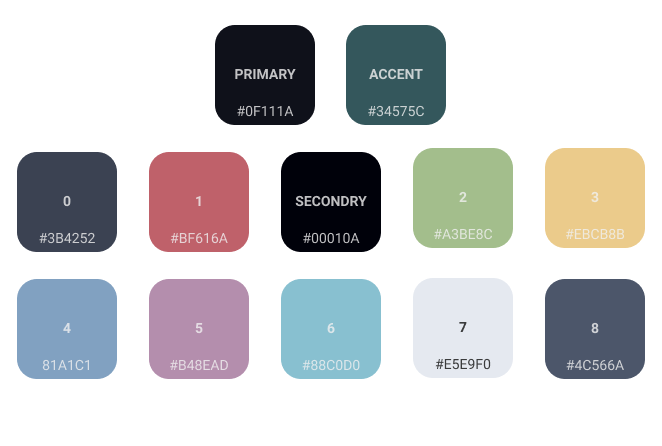 PRIMARY
#0F111A
ACCENT
#34575C
0
#3B4252
1
#BF616A
SECONDRY
#00010A
2
#A3BE8C
3
#EBCB8B
4
81A1C1
5
#B48EAD
6
#88C0D0
7
#E5E9F0
8
#4C566A